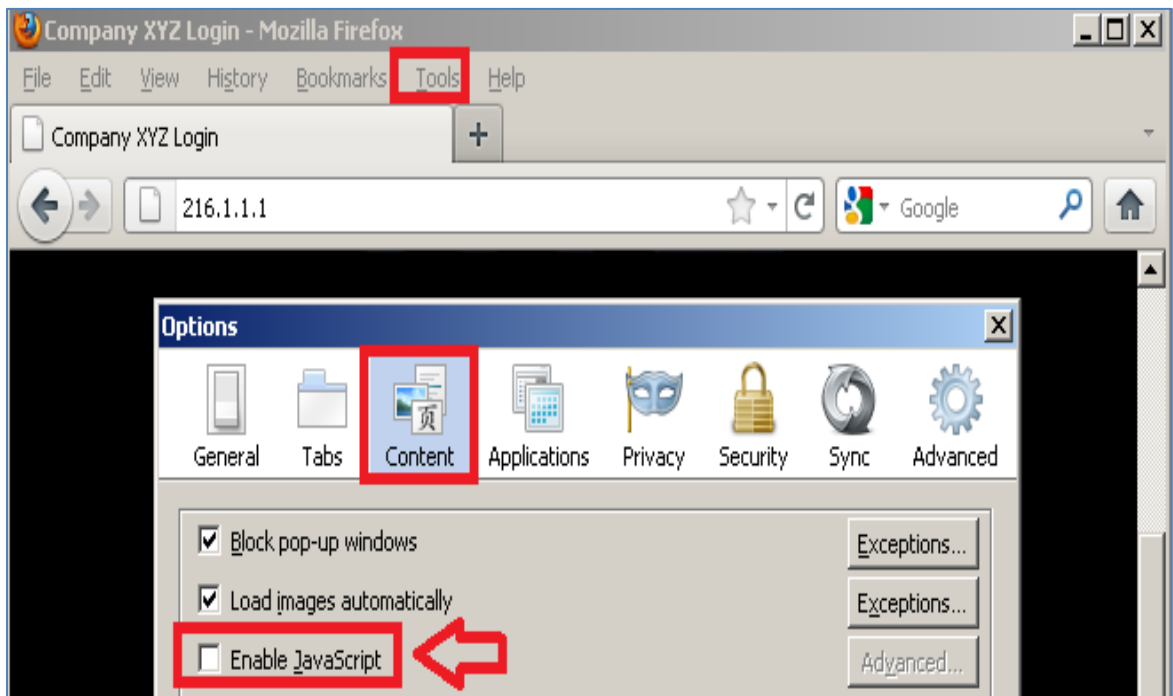 Company XYZ Login - Mozilla Firefox
File Edit View History Bookmarks Tools Help
Company XYZ Login +
216.1.1.1 Google
Options
页
General Tabs Content Applications Privacy Security Sync Advanced
Block pop-up windows Exceptions...
Load images automatically Exceptions...
Enable JavaScript Advanced...